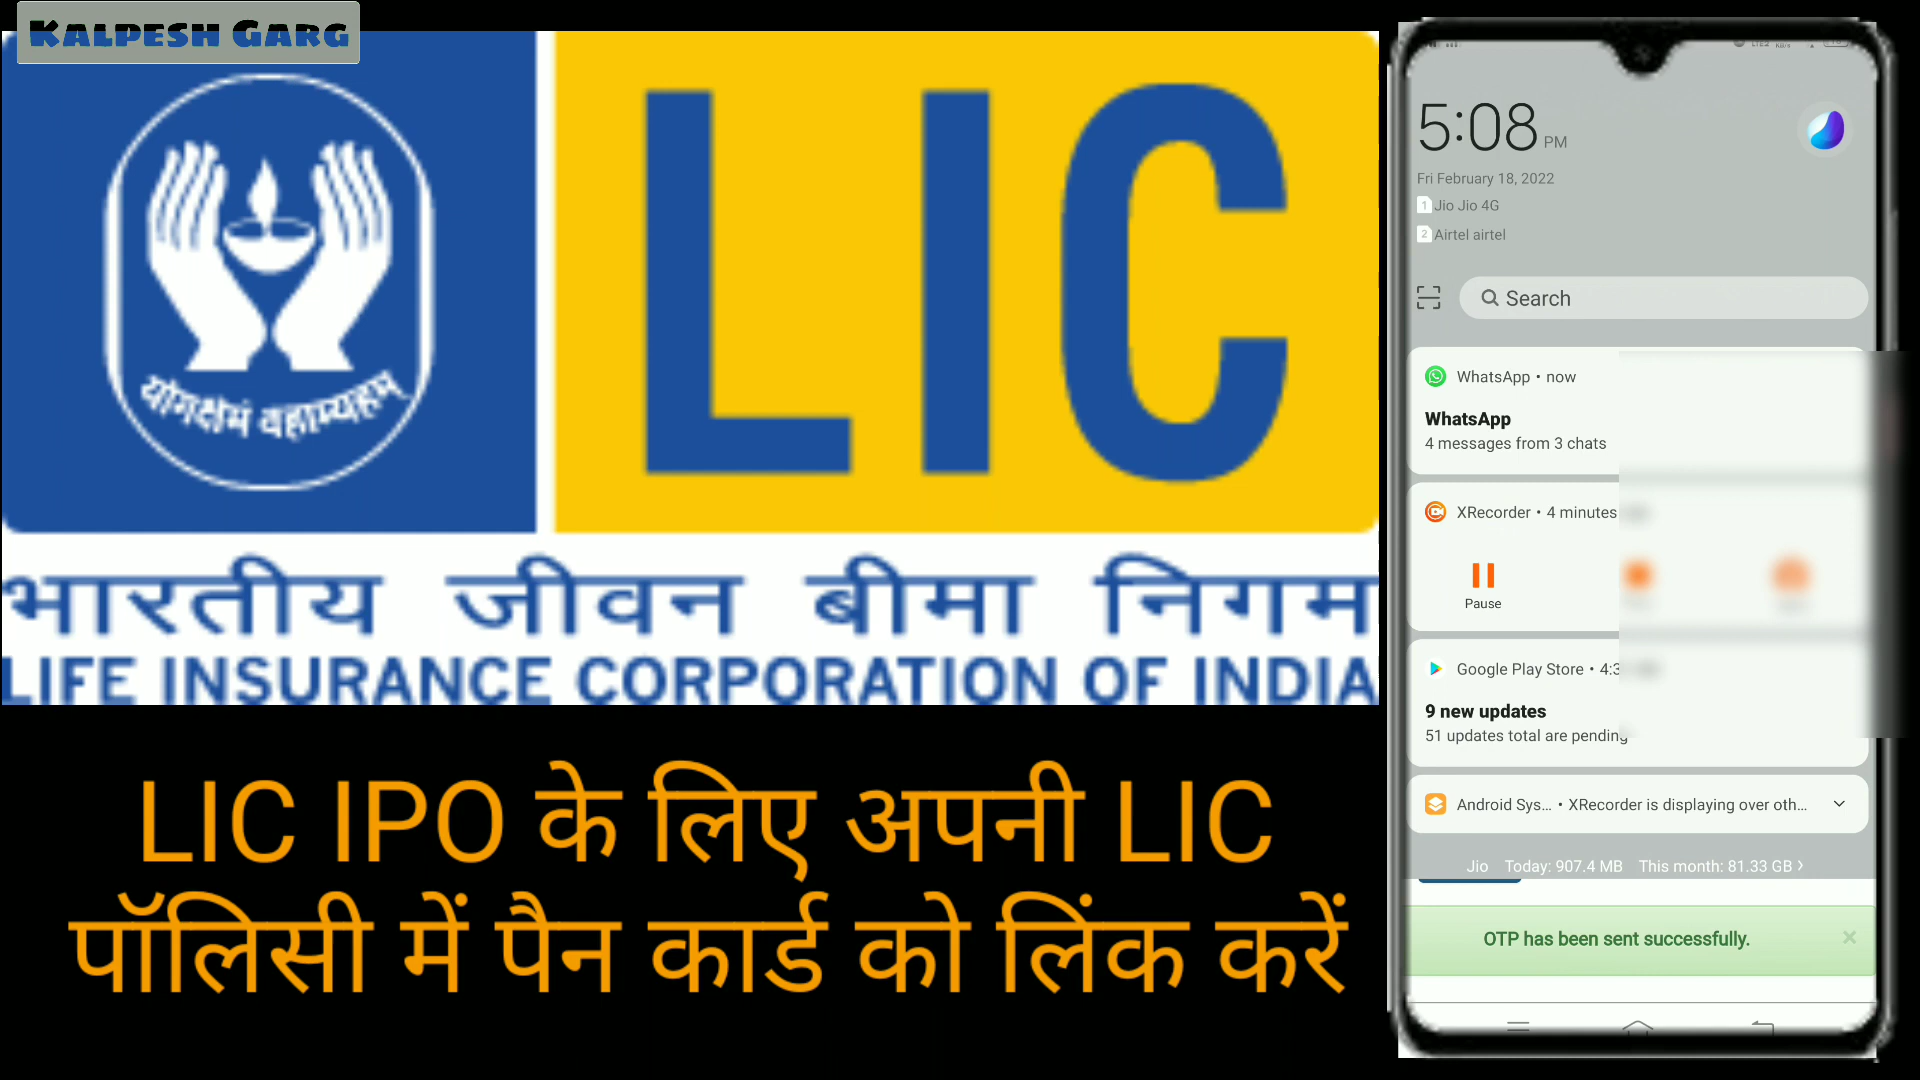 KALPESH GARG
योगक्षेमं वहाम्यहम्
LIC
भारतीय जीवन बीमा निगम
LIFE INSURANCE CORPORATION OF INDIA
LIC IPO के लिए अपनी LIC
पॉलिसी में पैन कार्ड को लिंक करें
5:08 PM
Fri February 18, 2022
1 Jio Jio 4G
2 Airtel airtel
Search
WhatsApp • now
WhatsApp
4 messages from 3 chats
XRecorder • 4 minutes
Pause
Google Play Store • 4:3
9 new updates
51 updates total are pending
Android Sys... • XRecorder is displaying over oth...
Jio Today: 907.4 MB This month: 81.33 GB
OTP has been sent successfully.